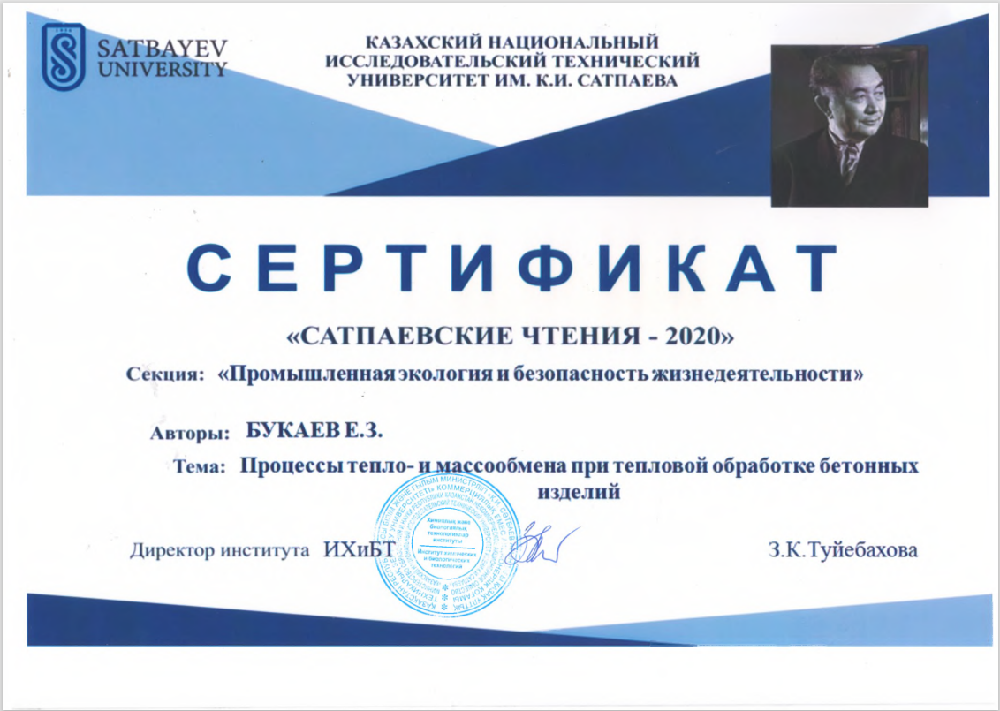 SATBAYEV
UNIVERSITY
КАЗАХСКИЙ НАЦИОНАЛЬНЫЙ
ИССЛЕДОВАТЕЛЬСКИЙ ТЕХНИЧЕСКИЙ
УНИВЕРСИТЕТ ИМ. К.И. САТПАЕВА
СЕРТИФИКАТ
«САТПАЕВСКИЕ ЧТЕНИЯ - 2020»
Секция: «Промышленная экология и безопасность жизнедеятельности»
Авторы: БУКАЕВ Е.З.
Тема: Процессы тепло- и массообмена при тепловой обработке бетонных
изделий
Химиялық және
биологиялық
технологиялар
институты
Институт химических
и биологических
технологий
Директор института ИХиБТ
З.К.Туйебахова